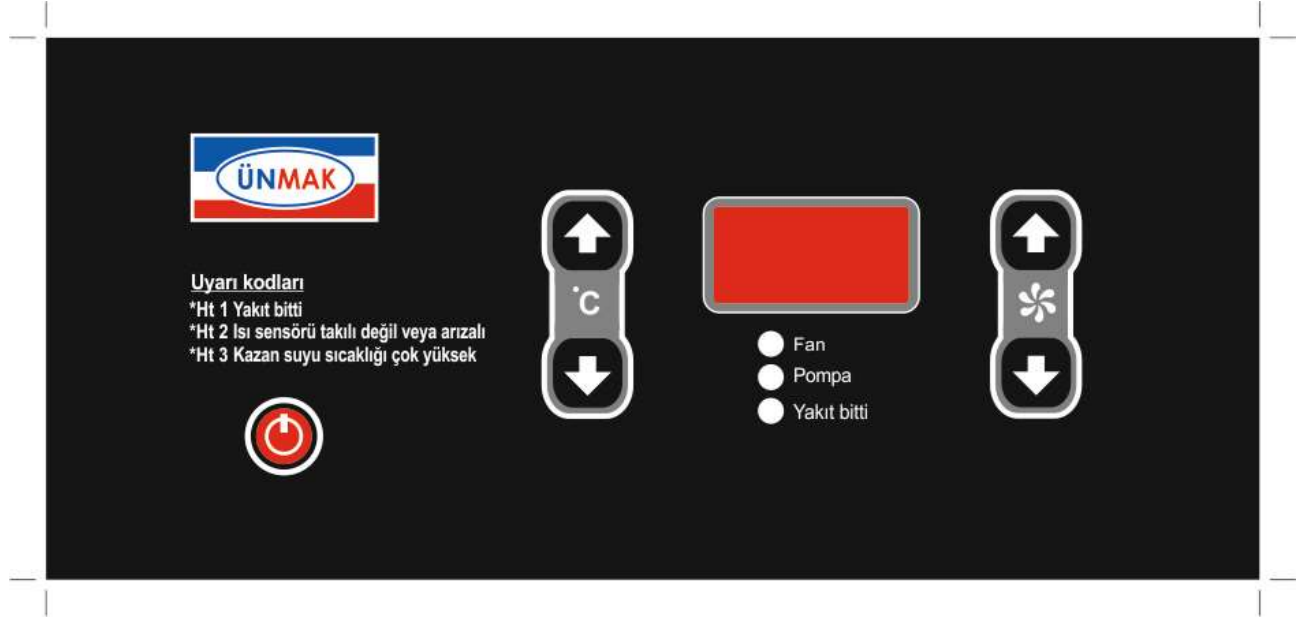 ÜNMAK
Uyarı kodları
*Ht 1 Yakıt bitti
*Ht 2 Isı sensörü takılı değil veya arızalı
*Ht 3 Kazan suyu sıcaklığı çok yüksek
°C
Fan
Pompa
Yakıt bitti